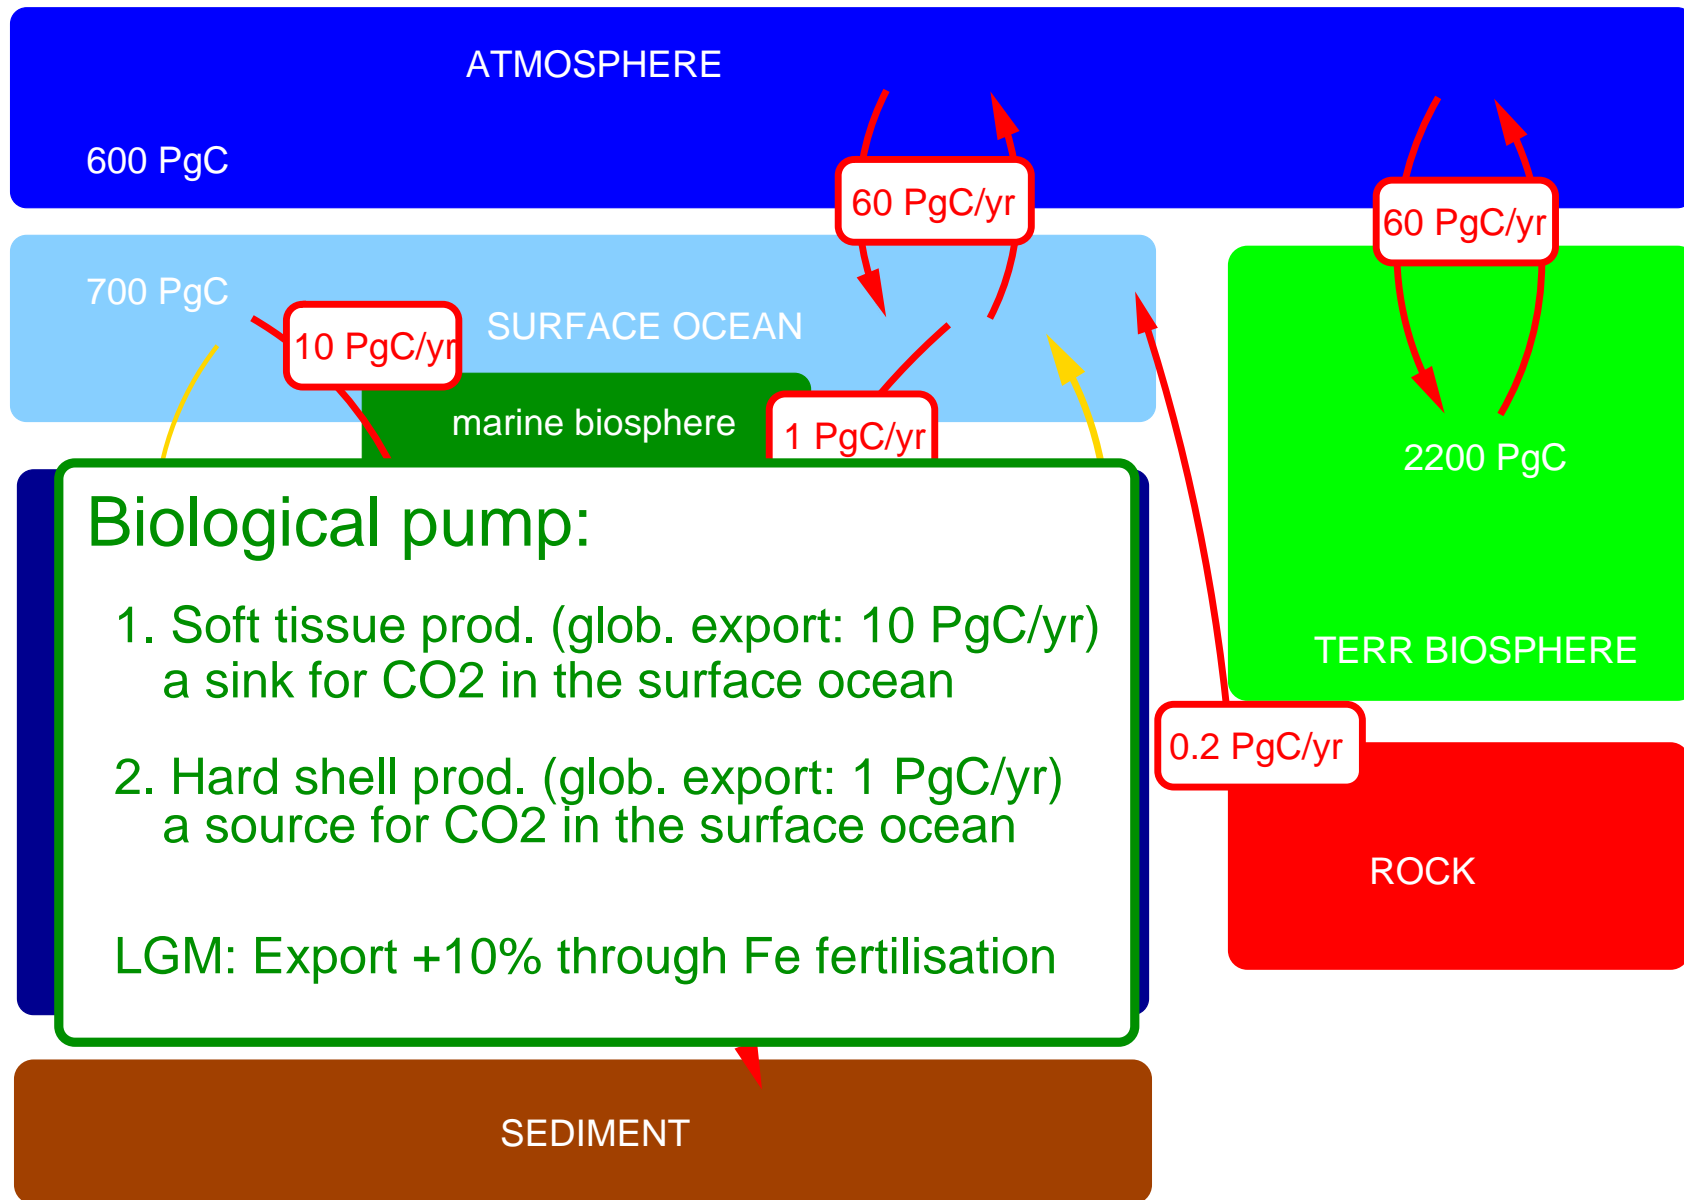 ATMOSPHERE
600 PgC
60 PgC/yr
60 PgC/yr
700 PgC
SURFACE OCEAN
10 PgC/yr
marine biosphere
1 PgC/yr
2200 PgC
TERR BIOSPHERE
Biological pump:
1. Soft tissue prod. (glob. export: 10 PgC/yr)
a sink for CO2 in the surface ocean
2. Hard shell prod. (glob. export: 1 PgC/yr)
a source for CO2 in the surface ocean
LGM: Export +10% through Fe fertilisation
0.2 PgC/yr
ROCK
SEDIMENT